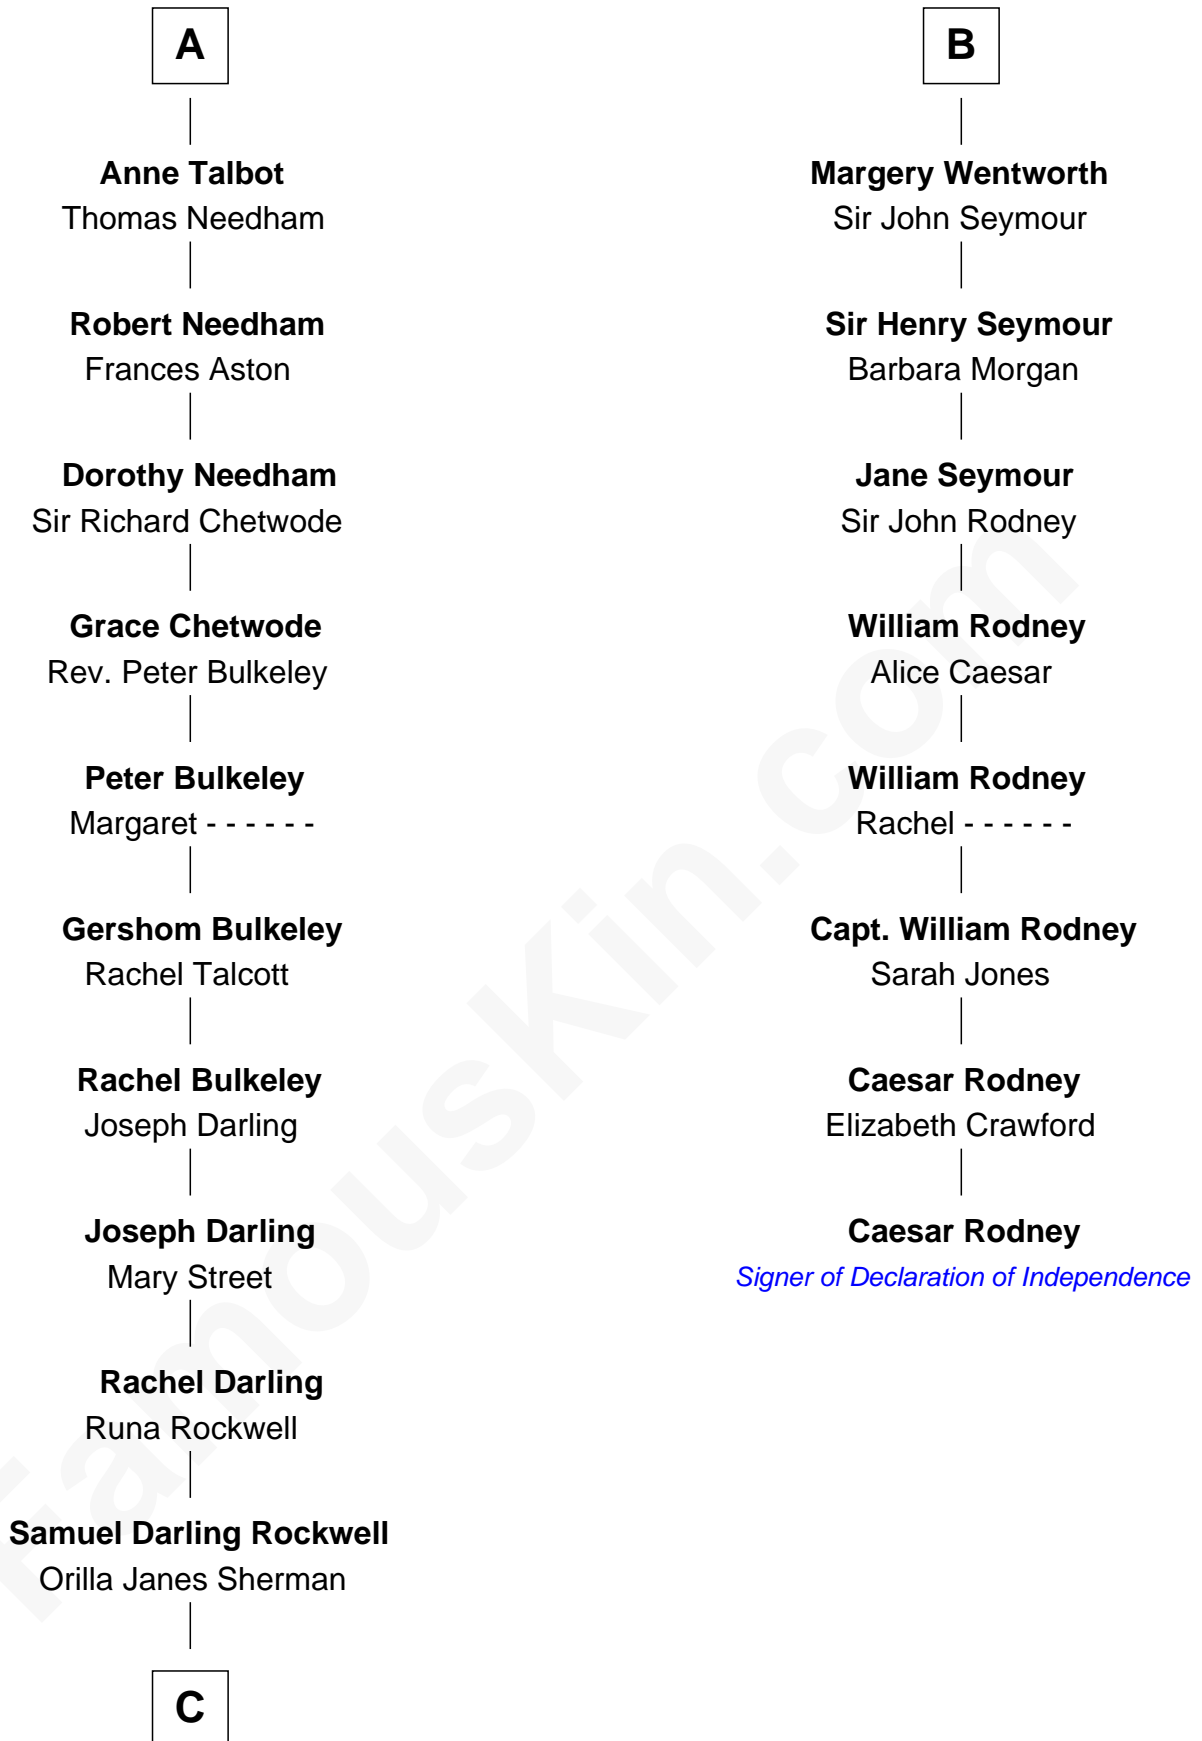 A
Anne Talbot
Thomas Needham
Robert Needham
Frances Aston
Dorothy Needham
Sir Richard Chetwode
Grace Chetwode
Rev. Peter Bulkeley
Peter Bulkeley
Margaret - - - - - -
Gershom Bulkeley
Rachel Talcott
Rachel Bulkeley
Joseph Darling
Joseph Darling
Mary Street
Rachel Darling
Runa Rockwell
Samuel Darling Rockwell
Orilla Janes Sherman
C
B
Margery Wentworth
Sir John Seymour
Sir Henry Seymour
Barbara Morgan
Jane Seymour
Sir John Rodney
William Rodney
Alice Caesar
William Rodney
Rachel - - - - - -
Capt. William Rodney
Sarah Jones
Caesar Rodney
Elizabeth Crawford
Caesar Rodney
Signer of Declaration of Independence
FamousKin.com